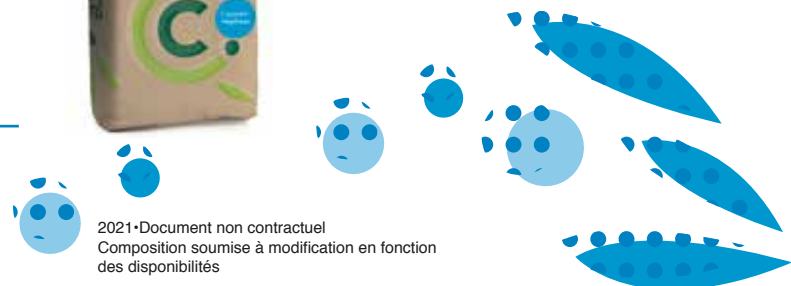 C.
2021•Document non contractuel
Composition soumise à modification en fonction
des disponibilités